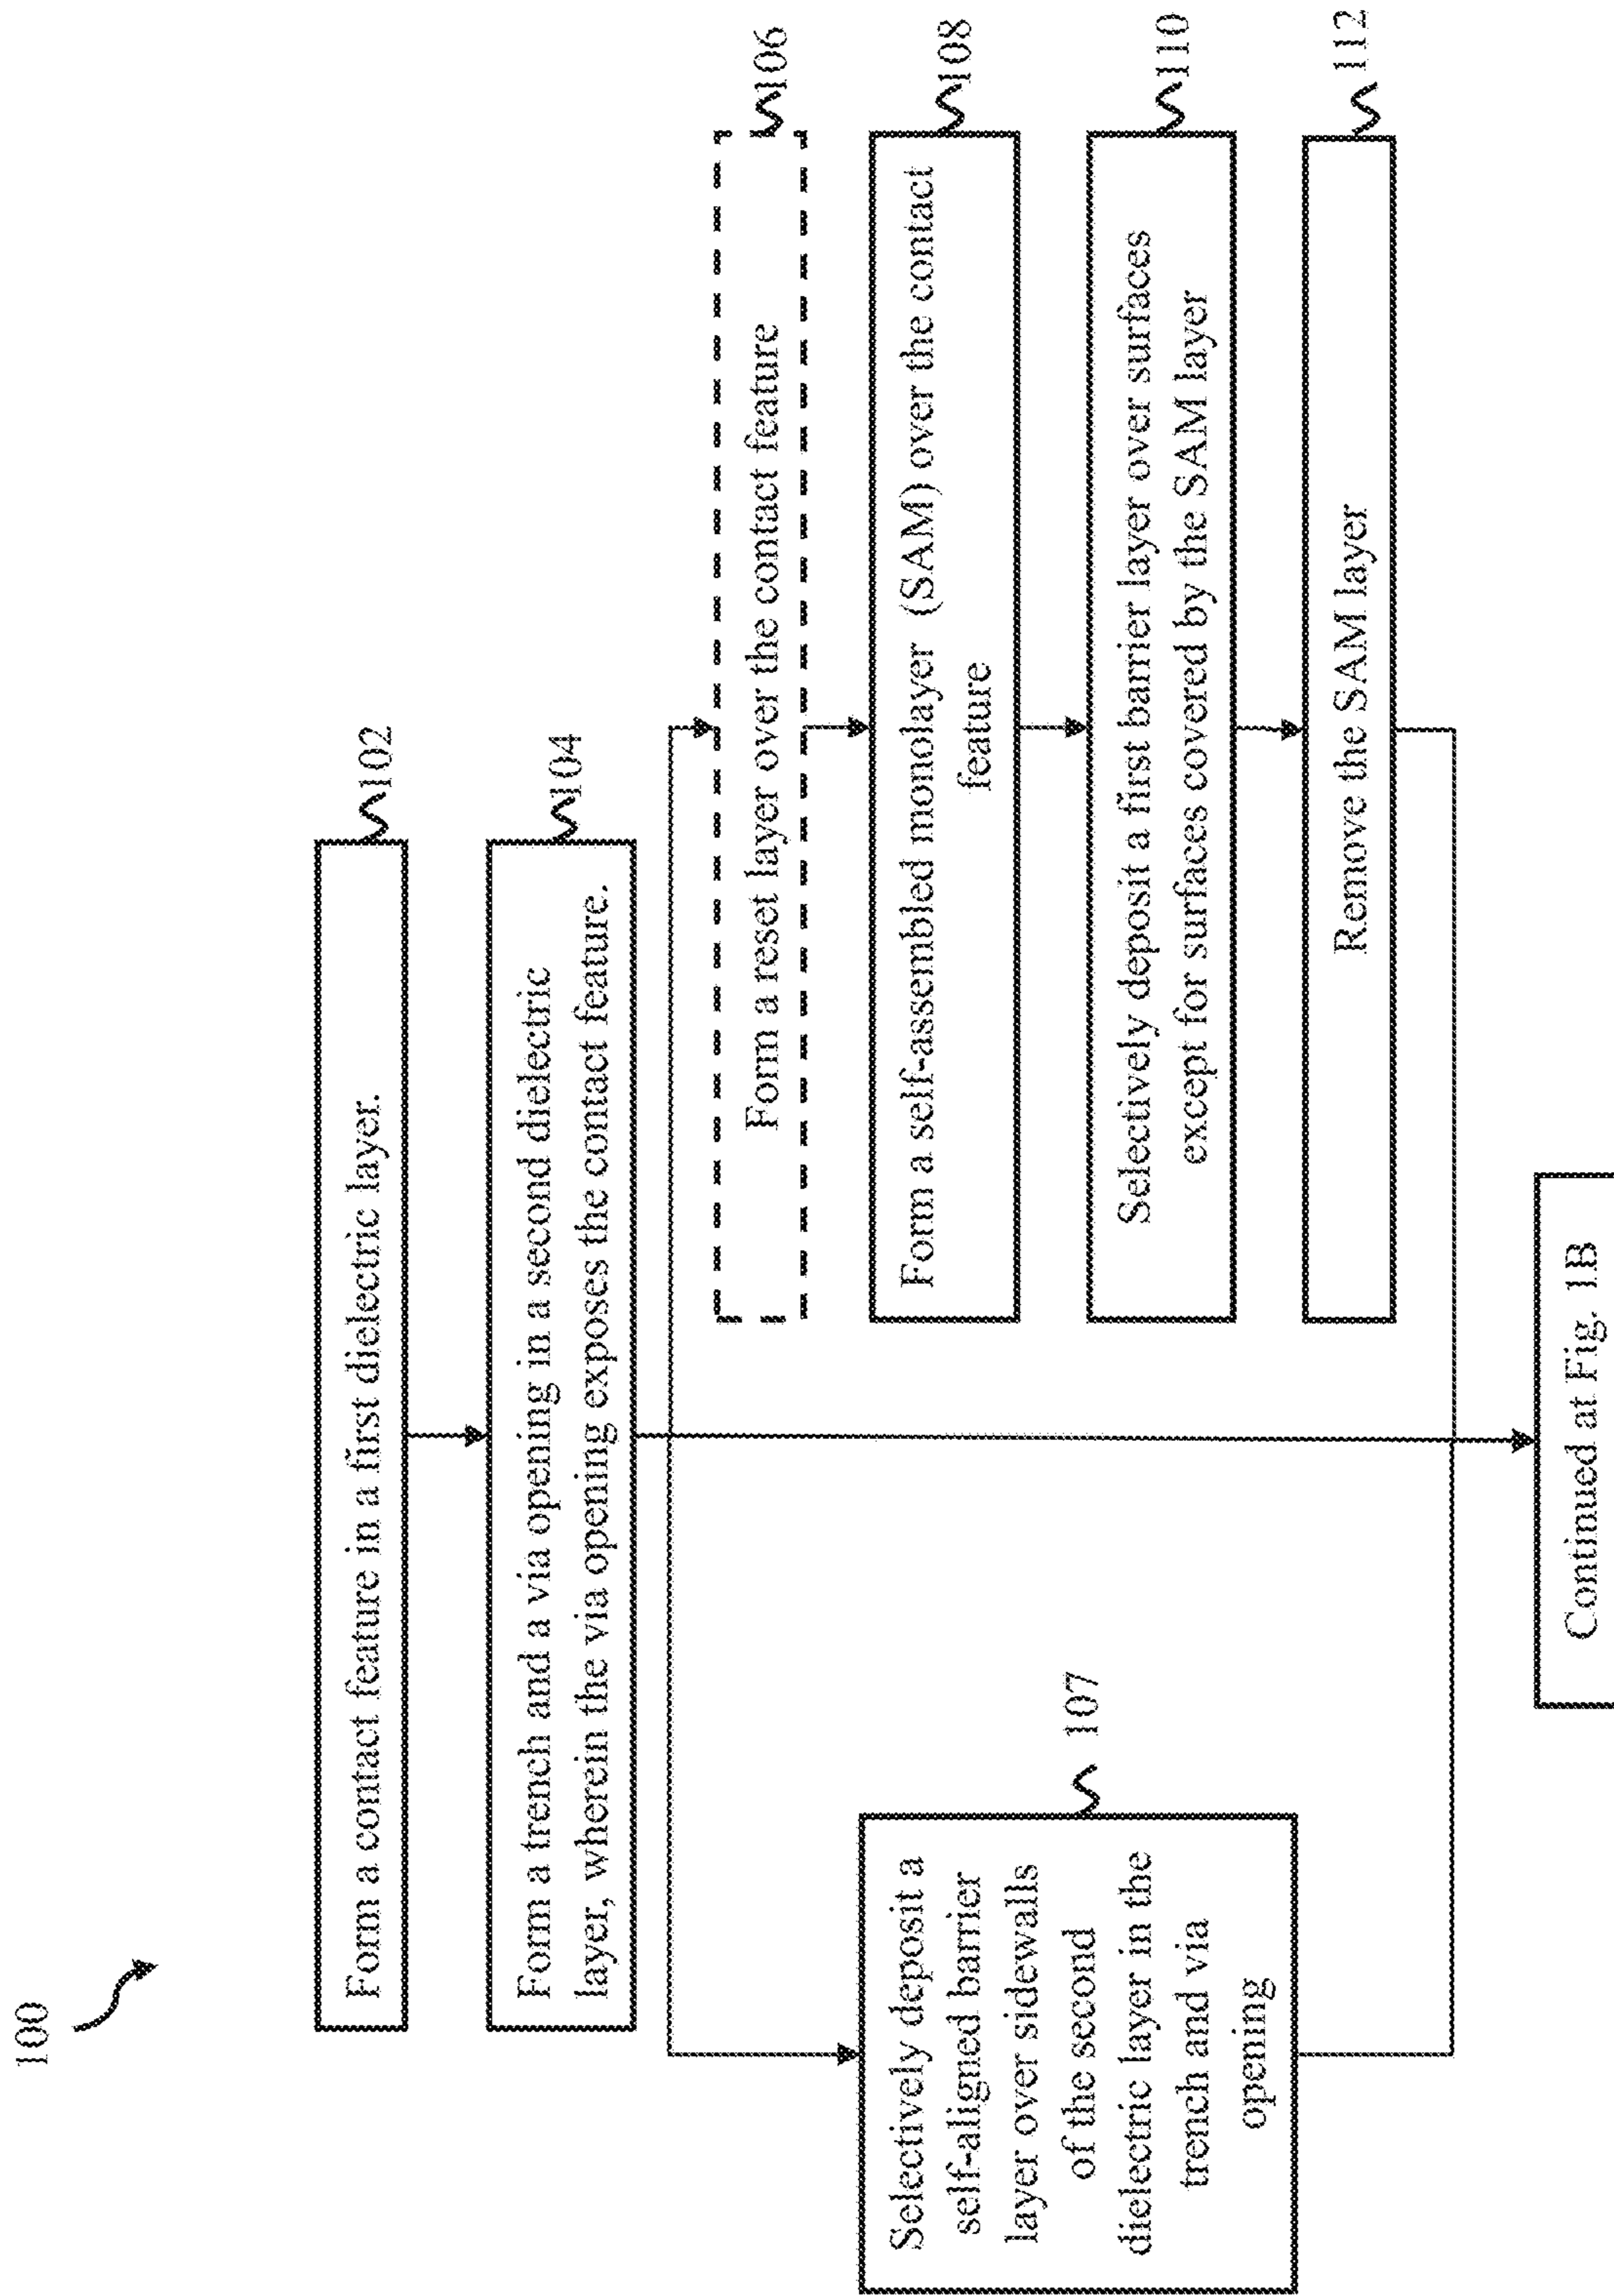 100
Form a contact feature in a first dielectric layer.
102
Form a trench and a via opening in a second dielectric
layer, wherein the via opening exposes the contact feature.
104
Form a reset layer over the contact feature
106
Selectively deposit a
self-aligned barrier
layer over sidewalls
of the second
dielectric layer in the
trench and via
opening
107
Form a self-assembled monolayer (SAM) over the contact
feature
108
Selectively deposit a first barrier layer over surfaces
except for surfaces covered by the SAM layer
110
Remove the SAM layer
112
Continued at Fig. 1B